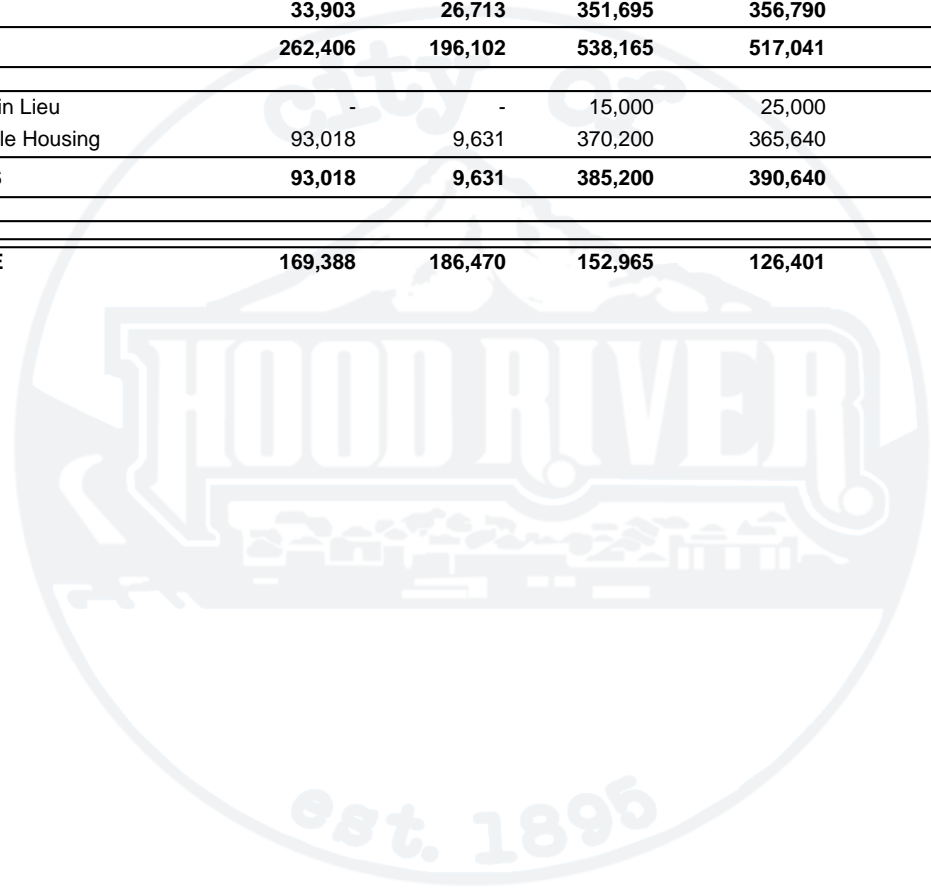 33,903 26,713 351,695 356,790
262,406 196,102 538,165 517,041
in Lieu - - 15,000 25,000
le Housing 93,018 9,631 370,200 365,640
93,018 9,631 385,200 390,640
E 169,388 186,470 152,965 126,401
city of
HOOD RIVER
est. 1895